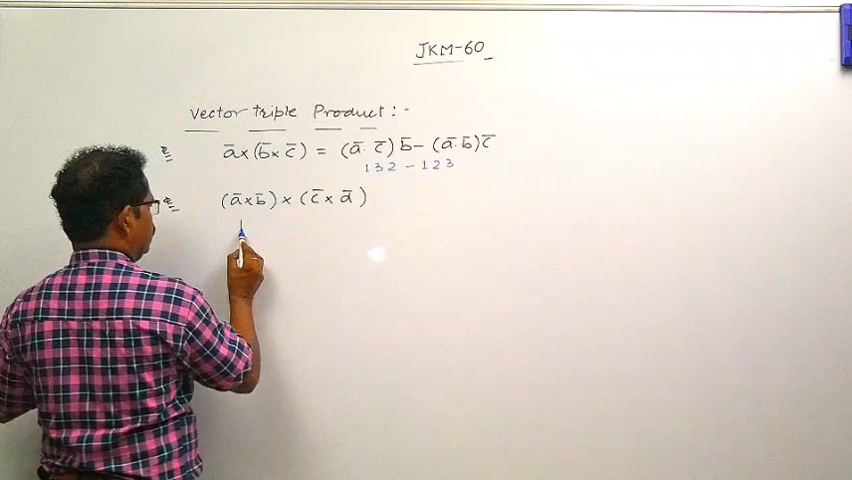 JKM-60
Vector triple Product:-
a̅×(b̅×c̅) = (a̅. c̅)b̅-(a̅.b̅)c̅
132-123
(a̅×b̅)×(c̅×d̅)